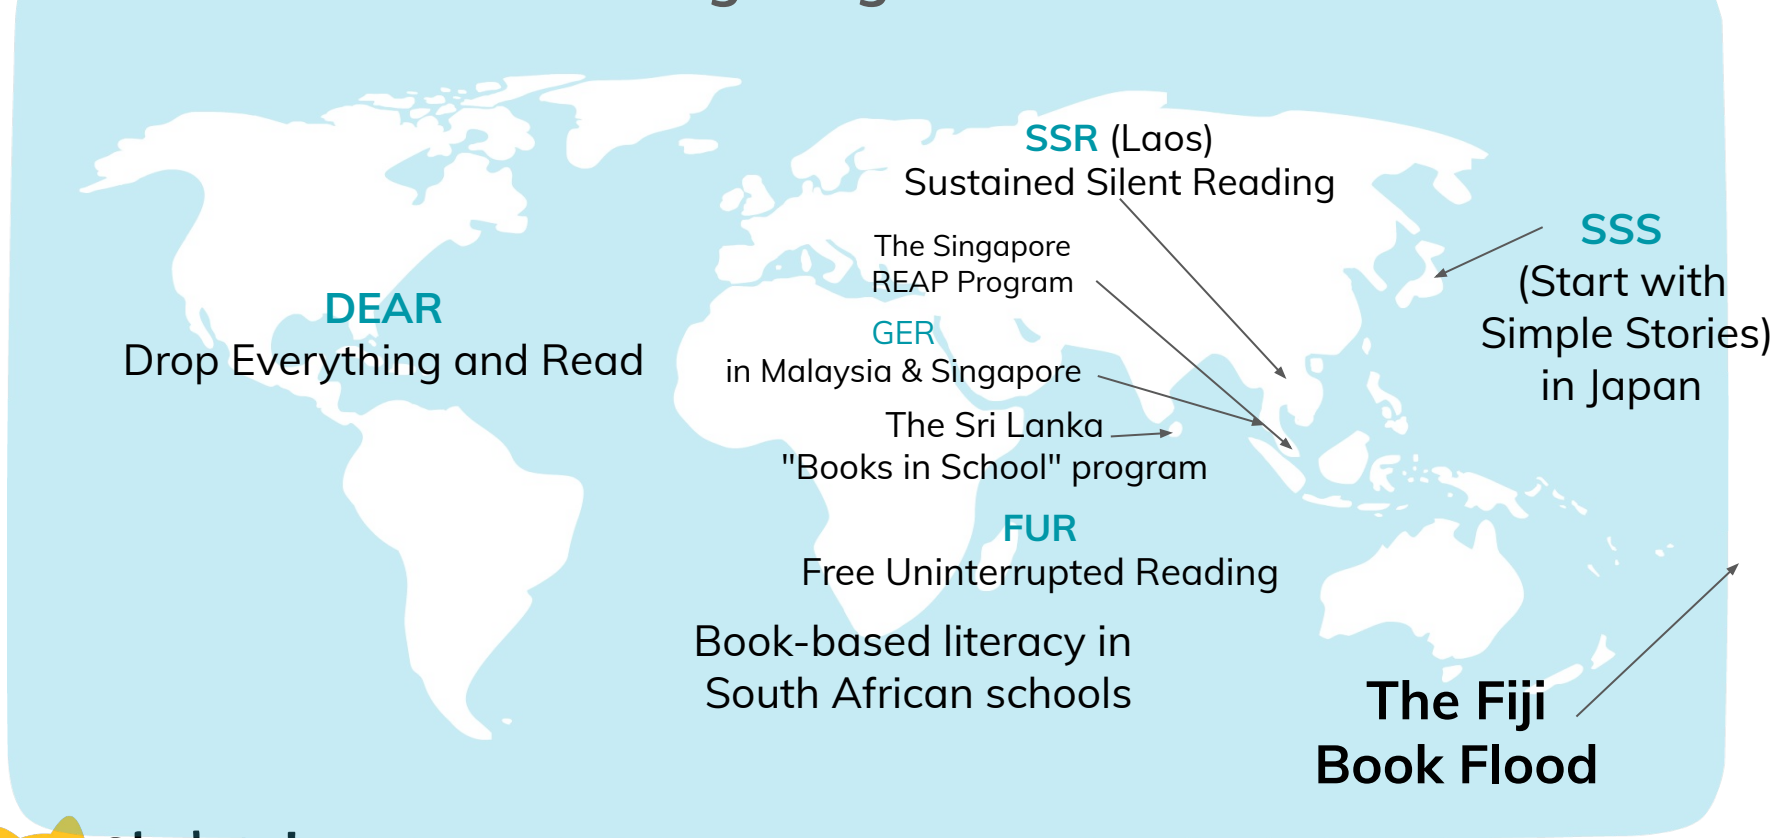 SSR (Laos)
Sustained Silent Reading
The Singapore
REAP Program
SSS
(Start with
Simple Stories)
in Japan
DEAR
Drop Everything and Read
GER
in Malaysia & Singapore
The Sri Lanka
"Books in School" program
FUR
Free Uninterrupted Reading
Book-based literacy in
South African schools
The Fiji
Book Flood